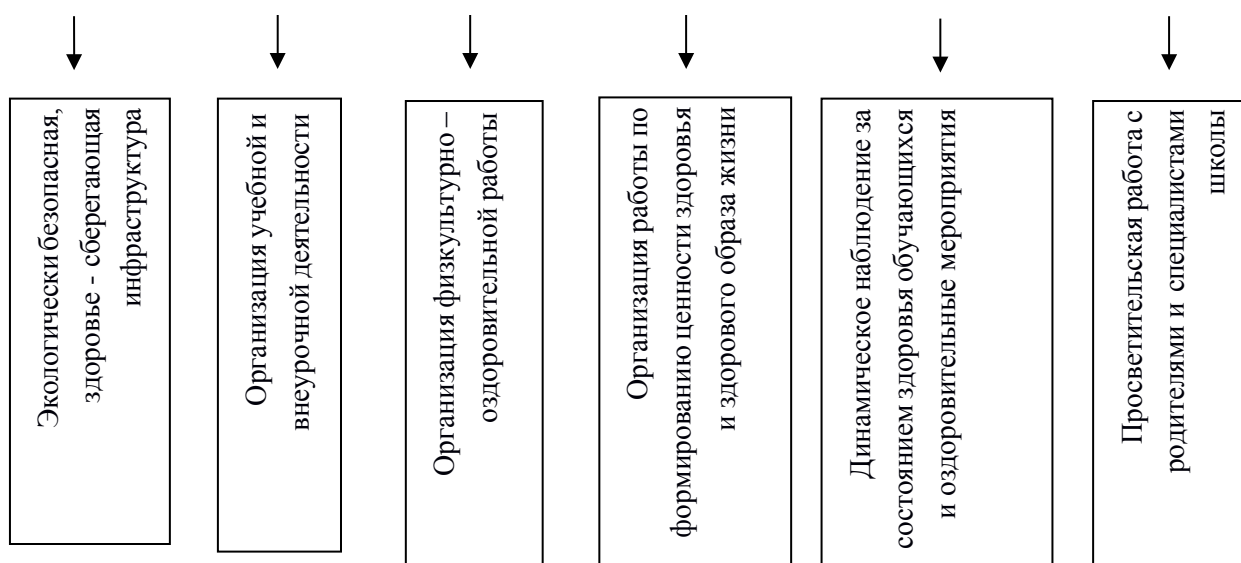 Экологически безопасная,
здоровье - сберегающая
инфраструктура
Организация учебной и
внеурочной деятельности
Организация физкультурно –
оздоровительной работы
Организация работы по
формированию ценности здоровья
и здорового образа жизни
Динамическое наблюдение за
состоянием здоровья обучающихся
и оздоровительные мероприятия
Просветительская работа с
родителями и специалистами
школы